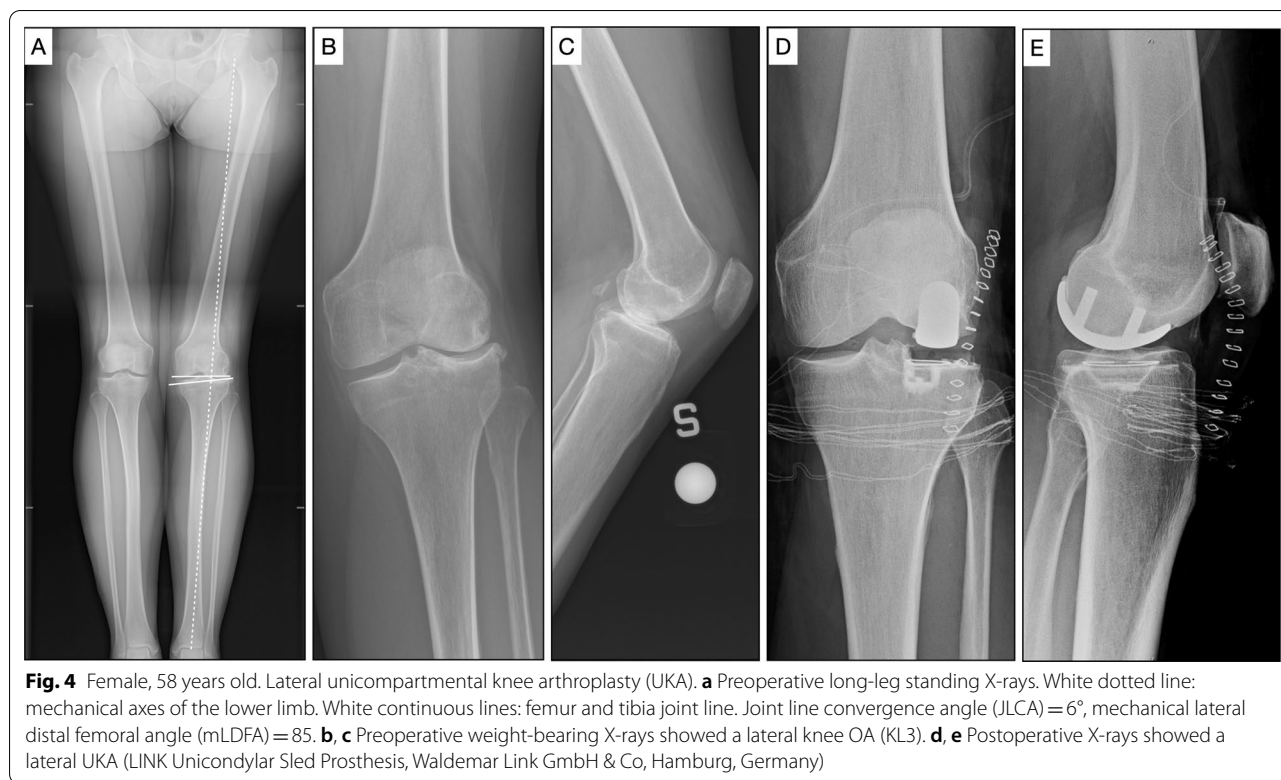 A
B
C
D
E
S
Fig. 4 Female, 58 years old. Lateral unicompartmental knee arthroplasty (UKA). a Preoperative long-leg standing X-rays. White dotted line:
mechanical axes of the lower limb. White continuous lines: femur and tibia joint line. Joint line convergence angle (JLCA) = 6°, mechanical lateral
distal femoral angle (mLDFA) = 85. b, c Preoperative weight-bearing X-rays showed a lateral knee OA (KL3). d, e Postoperative X-rays showed a
lateral UKA (LINK Unicondylar Sled Prosthesis, Waldemar Link GmbH & Co, Hamburg, Germany)